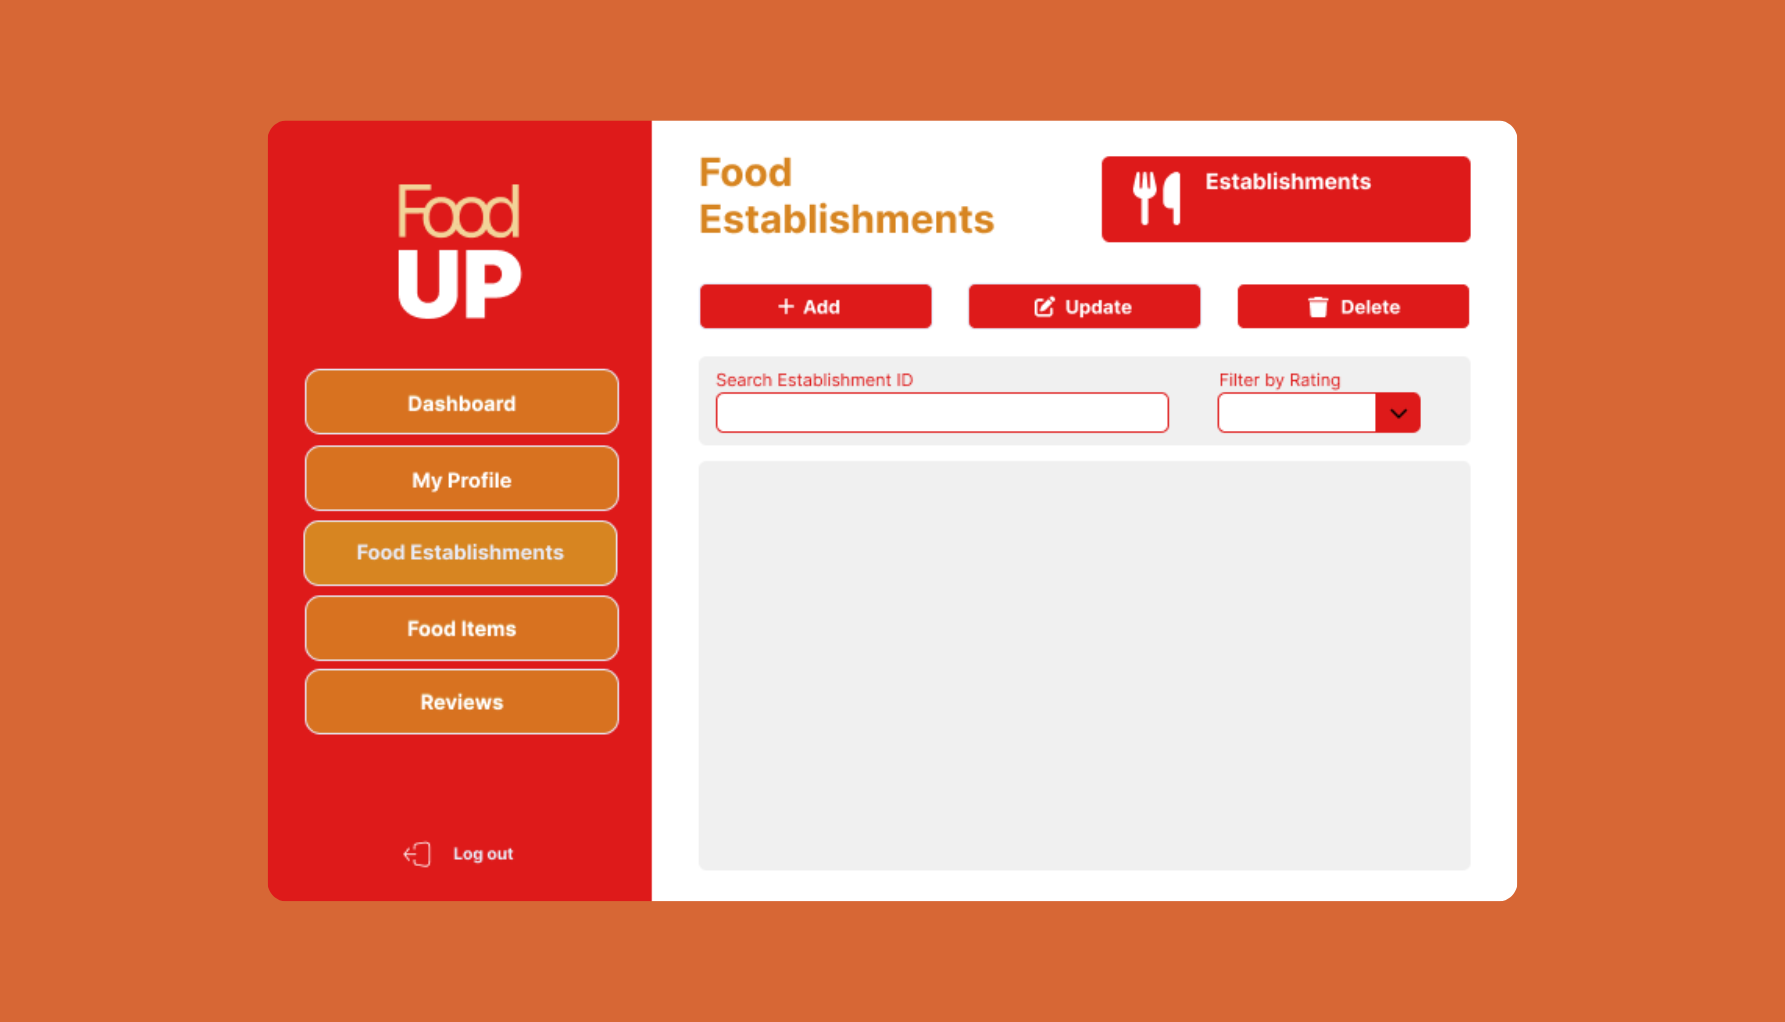 Food
UP
Dashboard
My Profile
Food Establishments
Food Items
Reviews
Log out
Food
Establishments
Establishments
+ Add
Update
Delete
Search Establishment ID
Filter by Rating